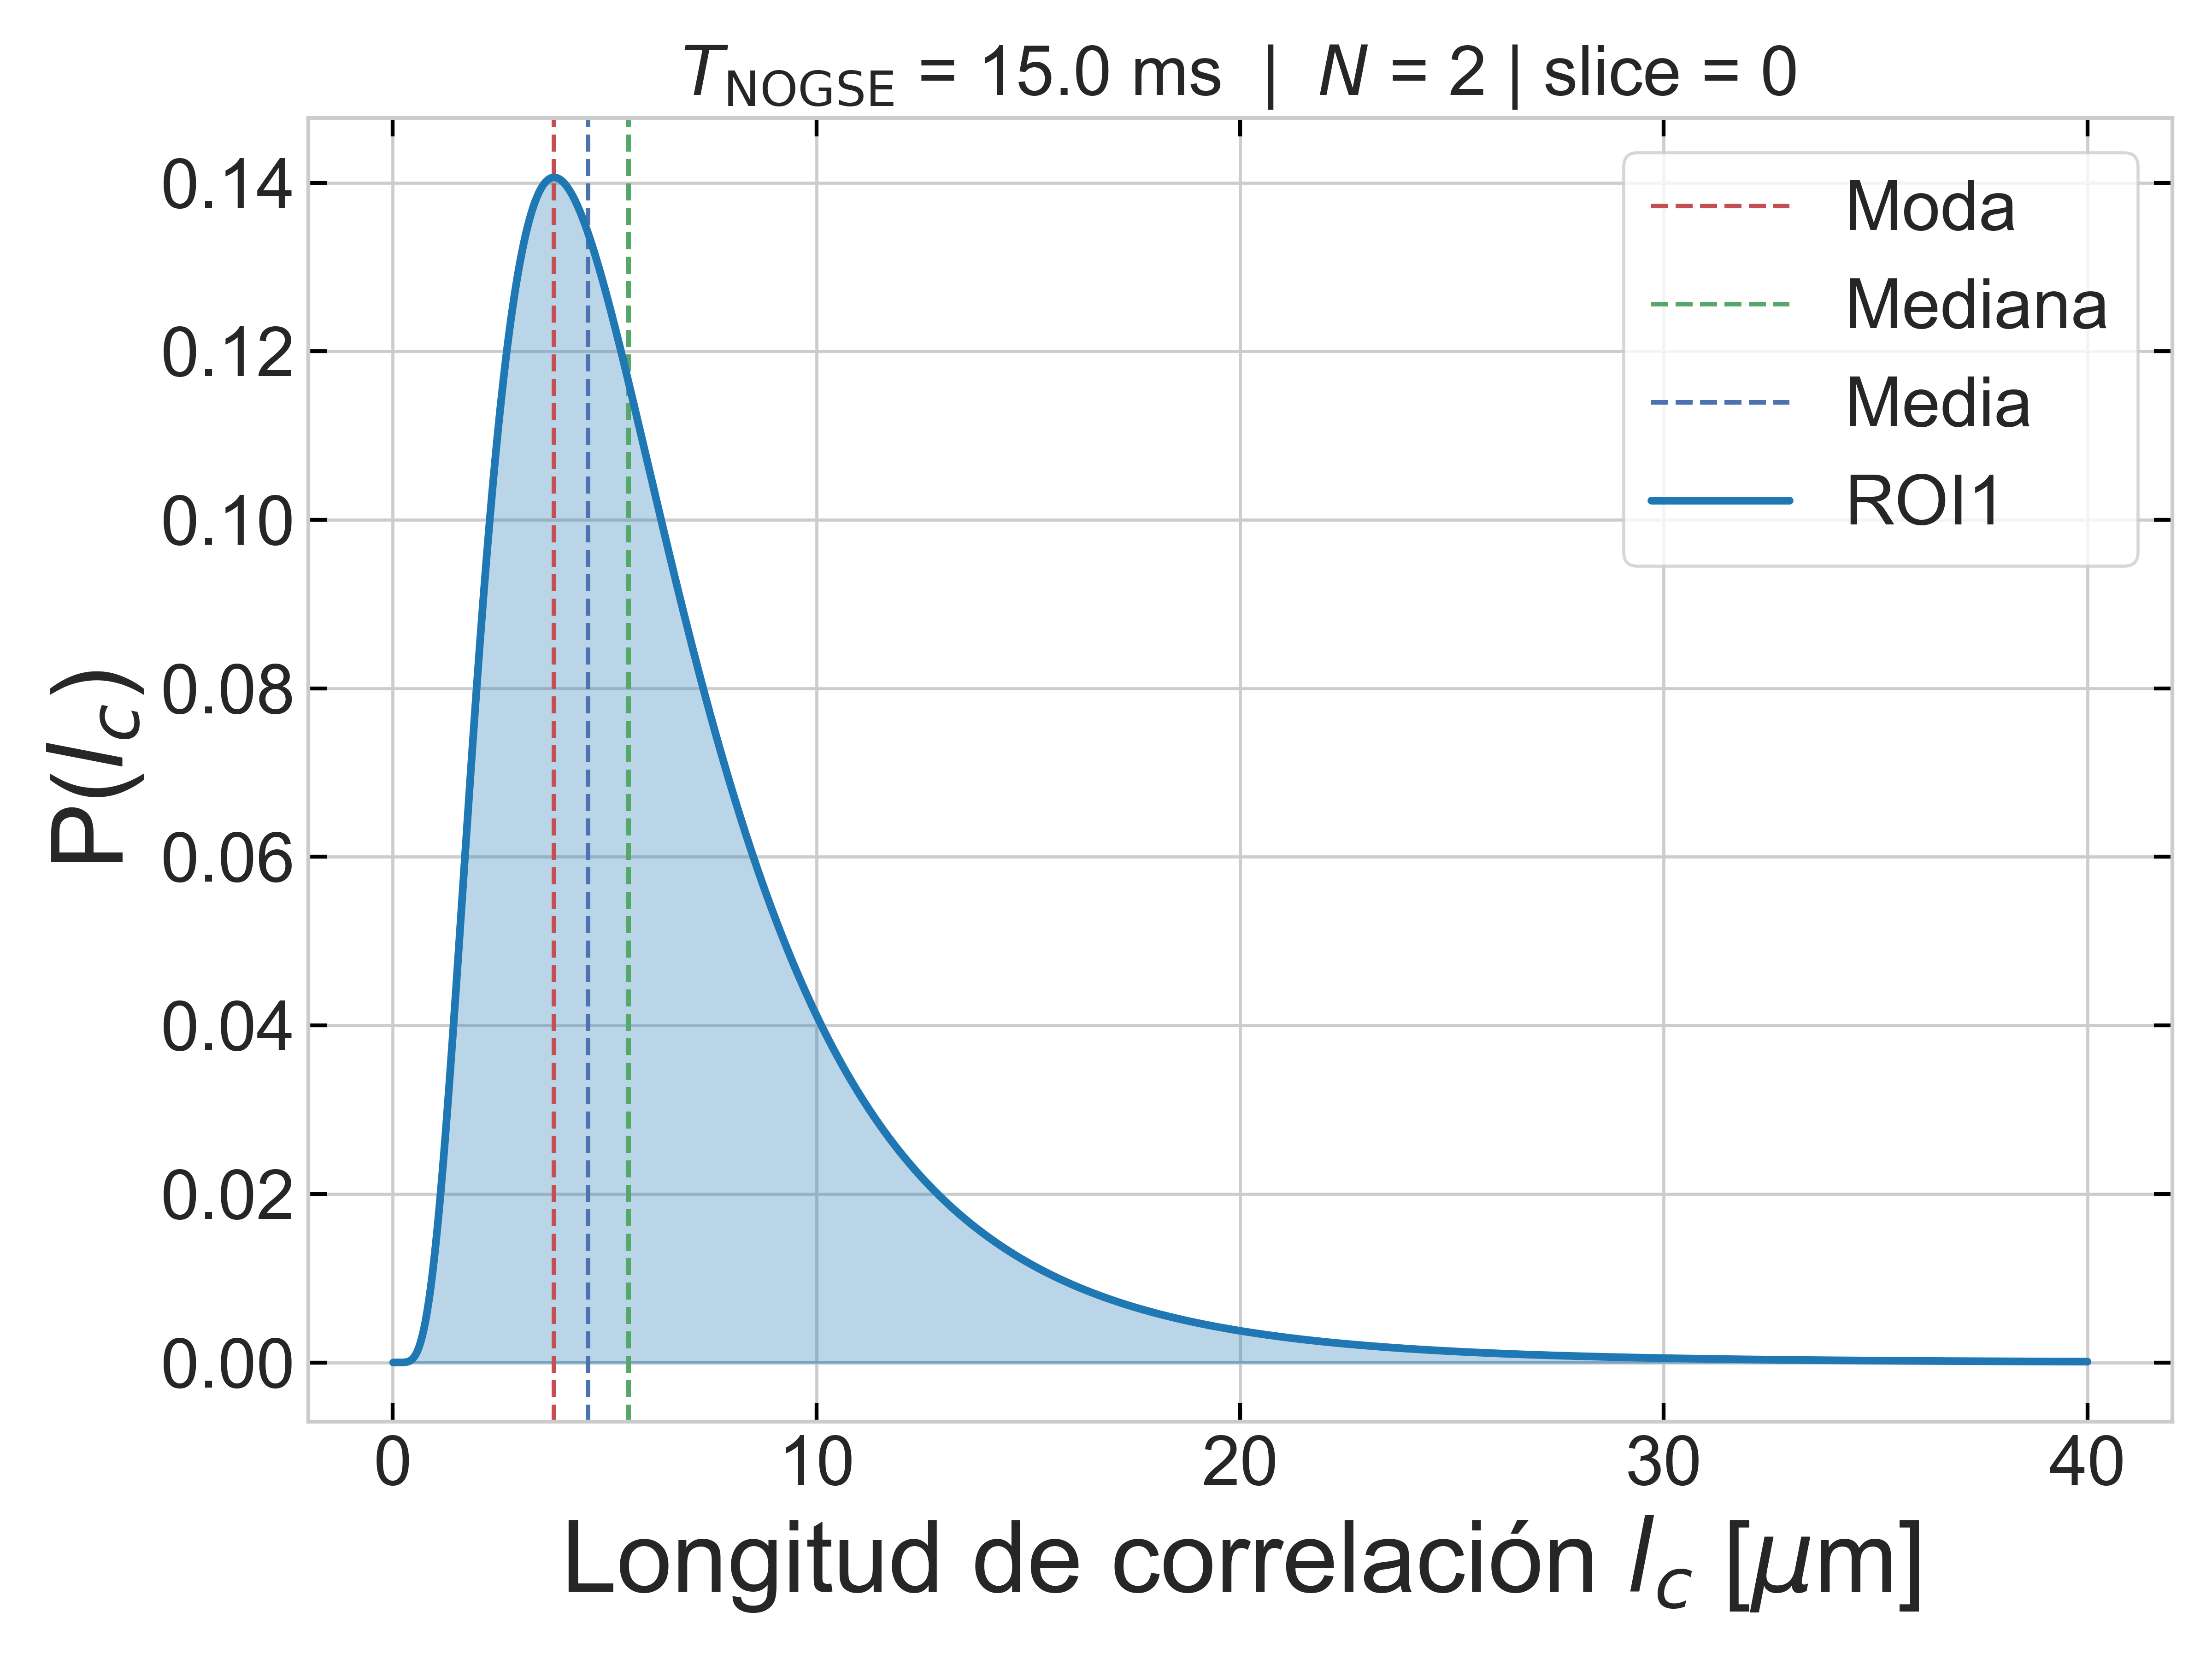 T_NOGSE = 15.0 ms | N = 2 | slice = 0
Moda
Mediana
Media
ROI1
P(l_c)
0.14
0.12
0.10
0.08
0.06
0.04
0.02
0.00
0 10 20 30 40
Longitud de correlación l_c [μm]